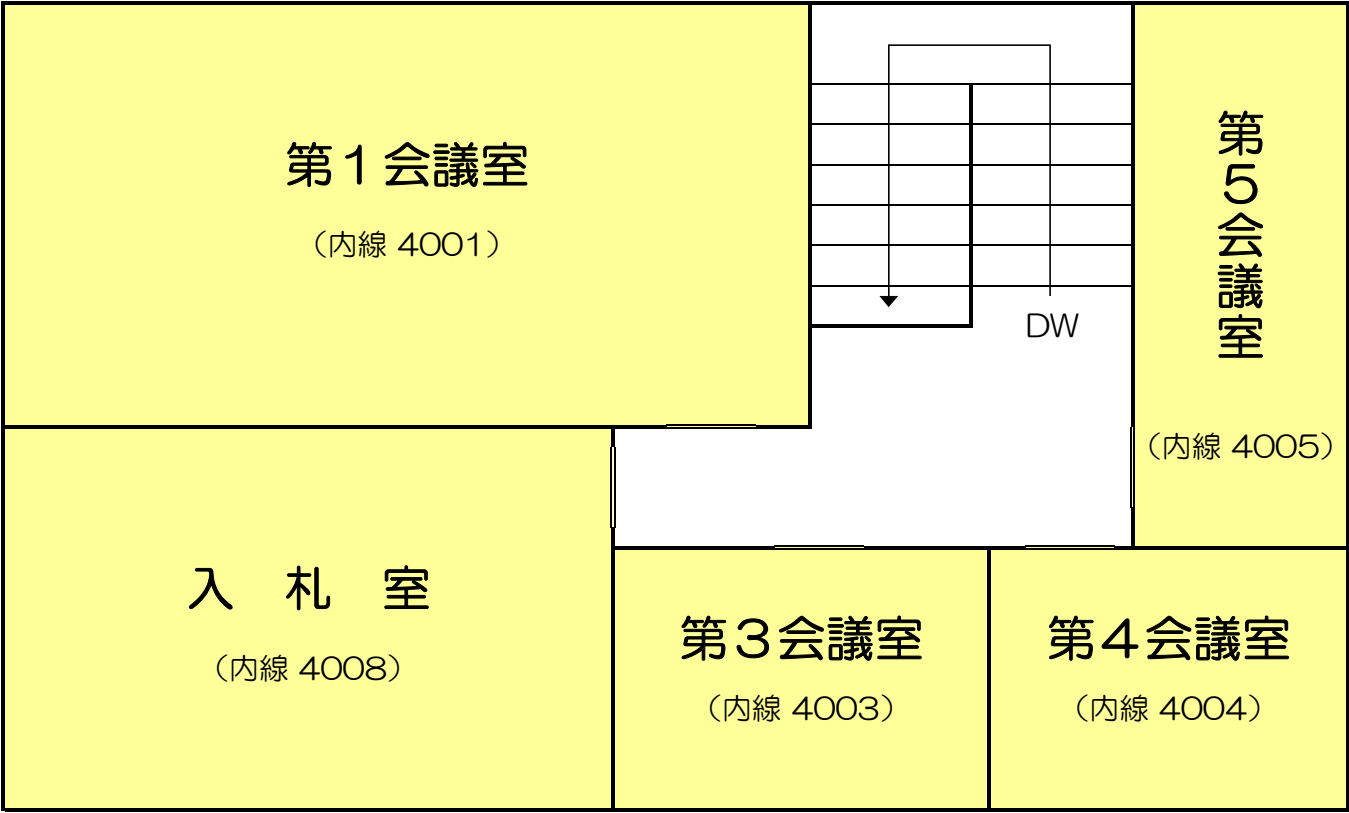 第１会議室
（内線 4001）
DW
第５会議室
（内線 4005）
入　札　室
（内線 4008）
第３会議室
（内線 4003）
第４会議室
（内線 4004）